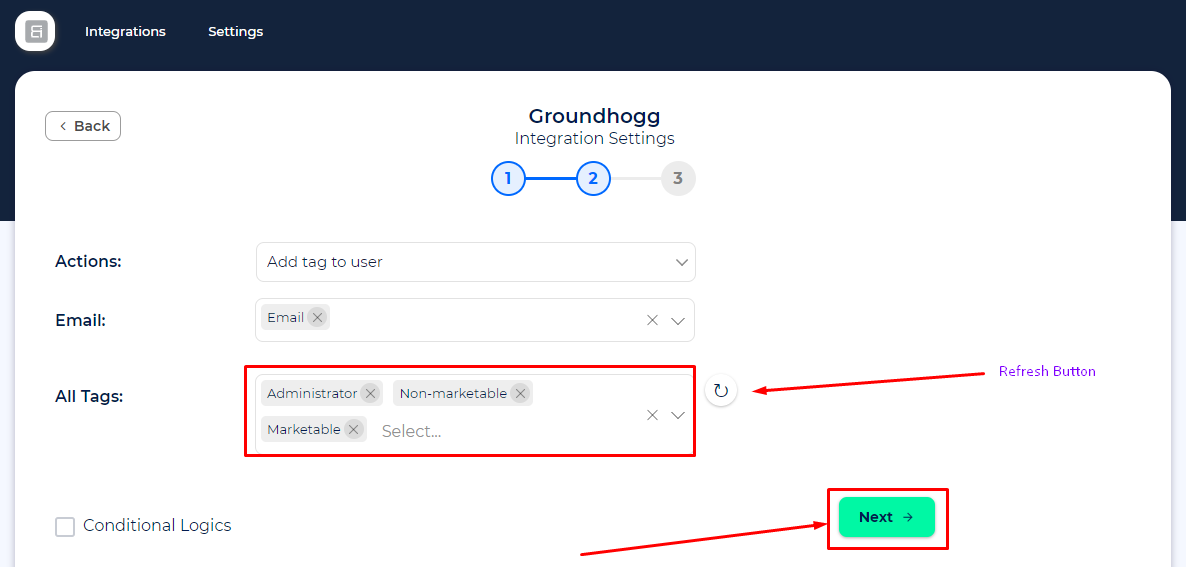 Integrations Settings
Back
Groundhogg
Integration Settings
1 2 3
Actions: Add tag to user
Email: Email
All Tags: Administrator Non-marketable
Marketable Select...
Refresh Button
Conditional Logics
Next